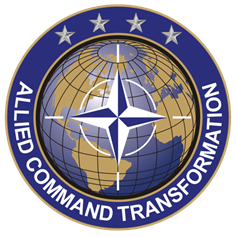 ALLIED COMMAND TRANSFORMATION